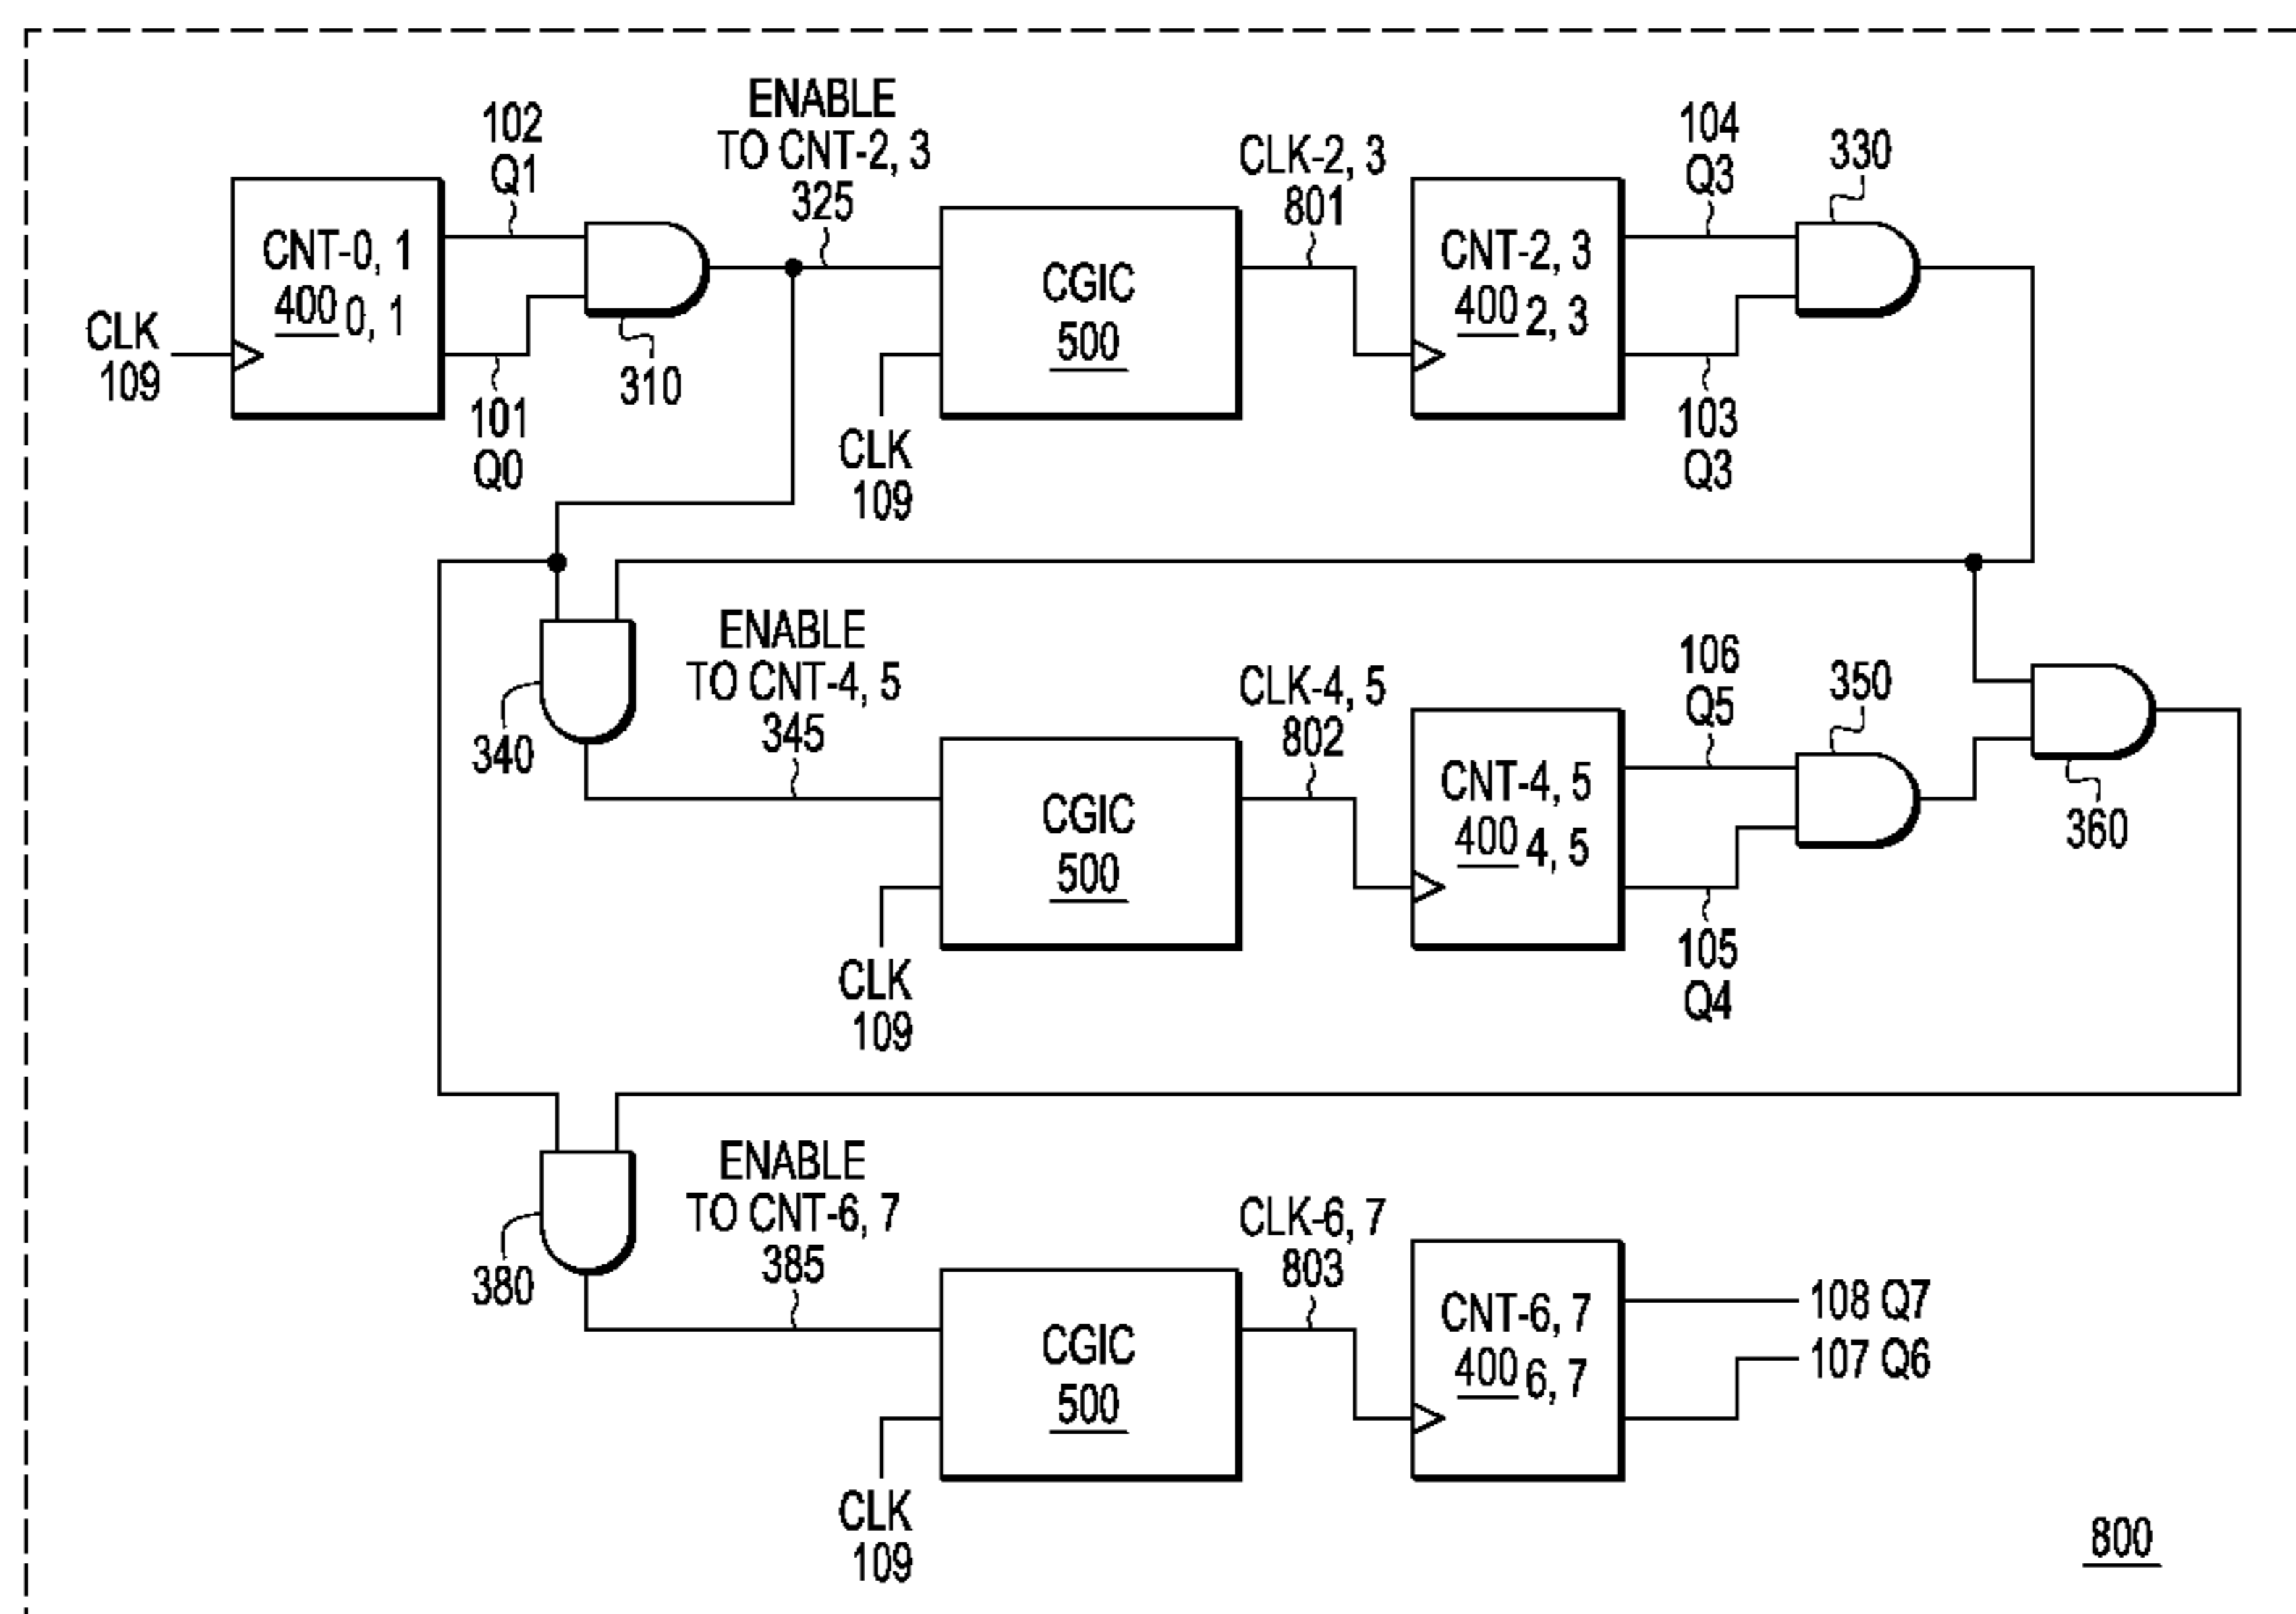 102
Q1
ENABLE
TO CNT-2, 3
325
CLK-2, 3
801
104
Q3
330
CNT-0, 1
400 0, 1
CLK
109
310
101
Q0
CGIC
500
CLK
109
CNT-2, 3
400 2, 3
103
Q3
340
ENABLE
TO CNT-4, 5
345
CLK-4, 5
802
106
Q5
350
360
CGIC
500
CLK
109
CNT-4, 5
400 4, 5
105
Q4
380
ENABLE
TO CNT-6, 7
385
CLK-6, 7
803
CGIC
500
CLK
109
CNT-6, 7
400 6, 7
108 Q7
107 Q6
800